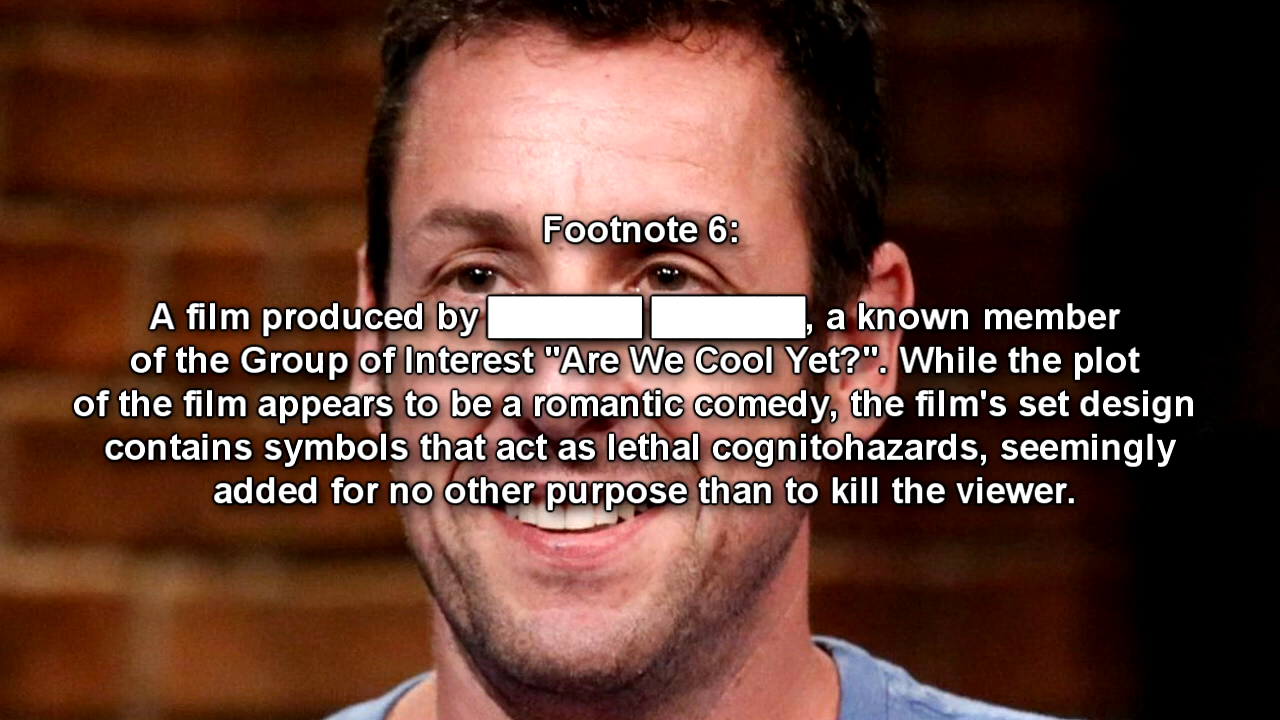 Footnote 6:
A film produced by , a known member
of the Group of Interest "Are We Cool Yet?". While the plot
of the film appears to be a romantic comedy, the film's set design
contains symbols that act as lethal cognitohazards, seemingly
added for no other purpose than to kill the viewer.